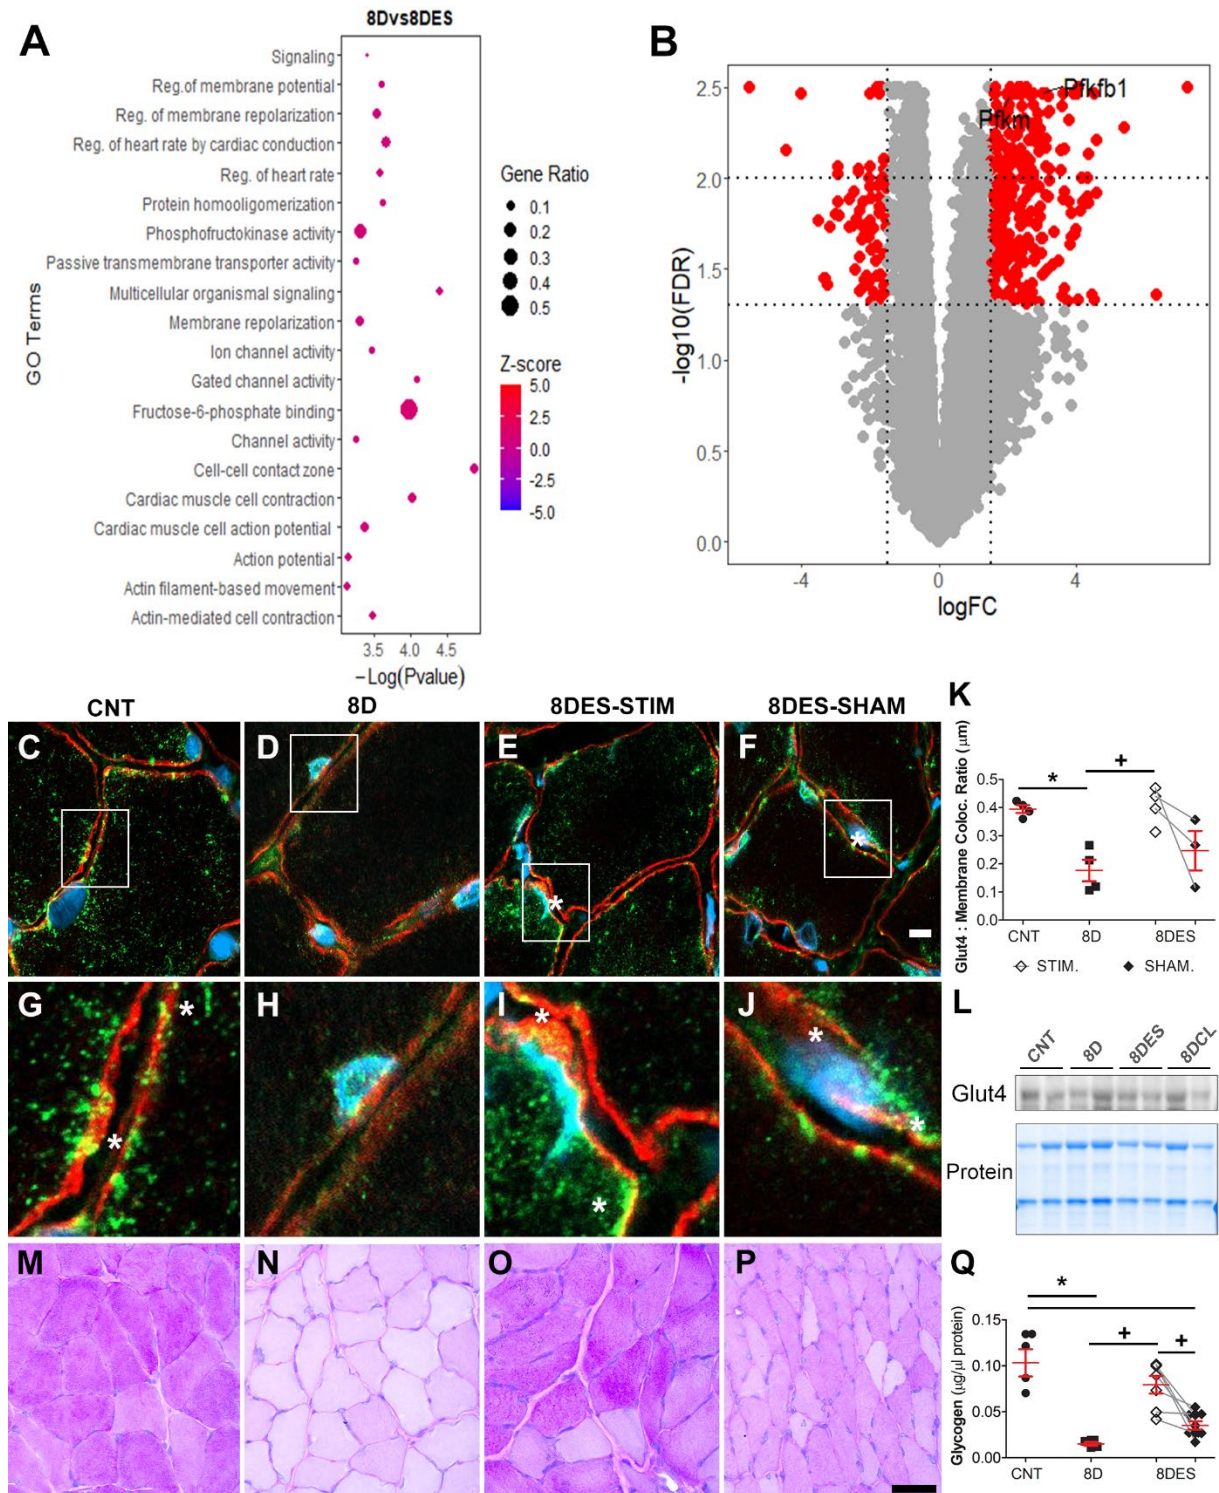 A
8Dvs8DES
GO Terms
Signaling
Reg.of membrane potential
Reg. of membrane repolarization
Reg. of heart rate by cardiac conduction
Reg. of heart rate
Protein homooligomerization
Phosphofructokinase activity
Passive transmembrane transporter activity
Multicellular organismal signaling
Membrane repolarization
Ion channel activity
Gated channel activity
Fructose-6-phosphate binding
Channel activity
Cell-cell contact zone
Cardiac muscle cell contraction
Cardiac muscle cell action potential
Action potential
Actin filament-based movement
Actin-mediated cell contraction
3.5 4.0 4.5
−Log(Pvalue)
Gene Ratio
0.1
0.2
0.3
0.4
0.5
Z-score
5.0
2.5
0.0
-2.5
-5.0
B
Pfkfb1
Pfkm
-log10(FDR)
2.5
2.0
1.5
1.0
0.5
0.0
-4 0 4
logFC
CNT 8D 8DES-STIM 8DES-SHAM
C D E F
* *
G H I J
* * * * * *
M N O P
K
Glut4 : Membrane Coloc. Ratio (μm)
* +
0.5
0.4
0.3
0.2
0.1
0.0
CNT 8D 8DES
STIM. SHAM.
L
CNT 8D 8DES 8DCL
Glut4
Protein
Q
Glycogen (μg/μl protein)
* + +
0.15
0.10
0.05
0.00
CNT 8D 8DES